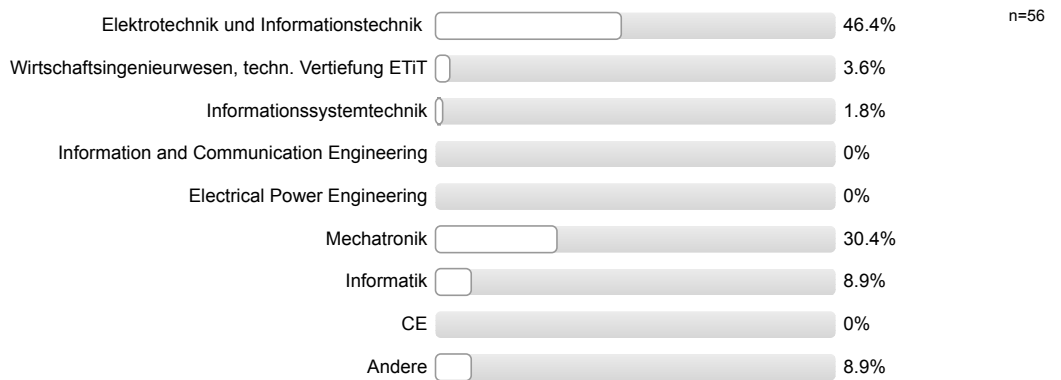 Elektrotechnik und Informationstechnik 46.4% n=56
Wirtschaftsingenieurwesen, techn. Vertiefung ETiT 3.6%
Informationssystemtechnik 1.8%
Information and Communication Engineering 0%
Electrical Power Engineering 0%
Mechatronik 30.4%
Informatik 8.9%
CE 0%
Andere 8.9%